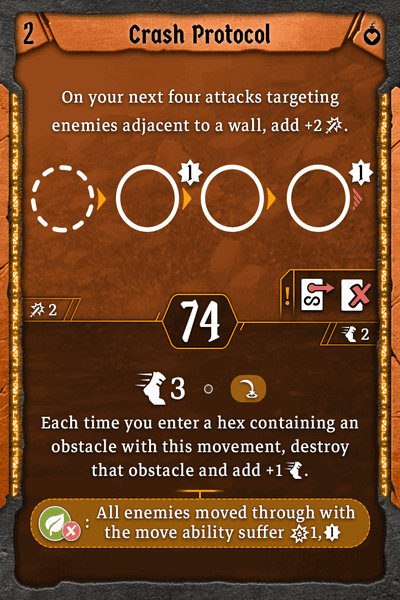 2 Crash Protocol
On your next four attacks targeting
enemies adjacent to a wall, add +2 .
1 1
74
2 ! S
2
3
Each time you enter a hex containing an
obstacle with this movement, destroy
that obstacle and add +1 .
: All enemies moved through with
the move ability suffer 1, 1